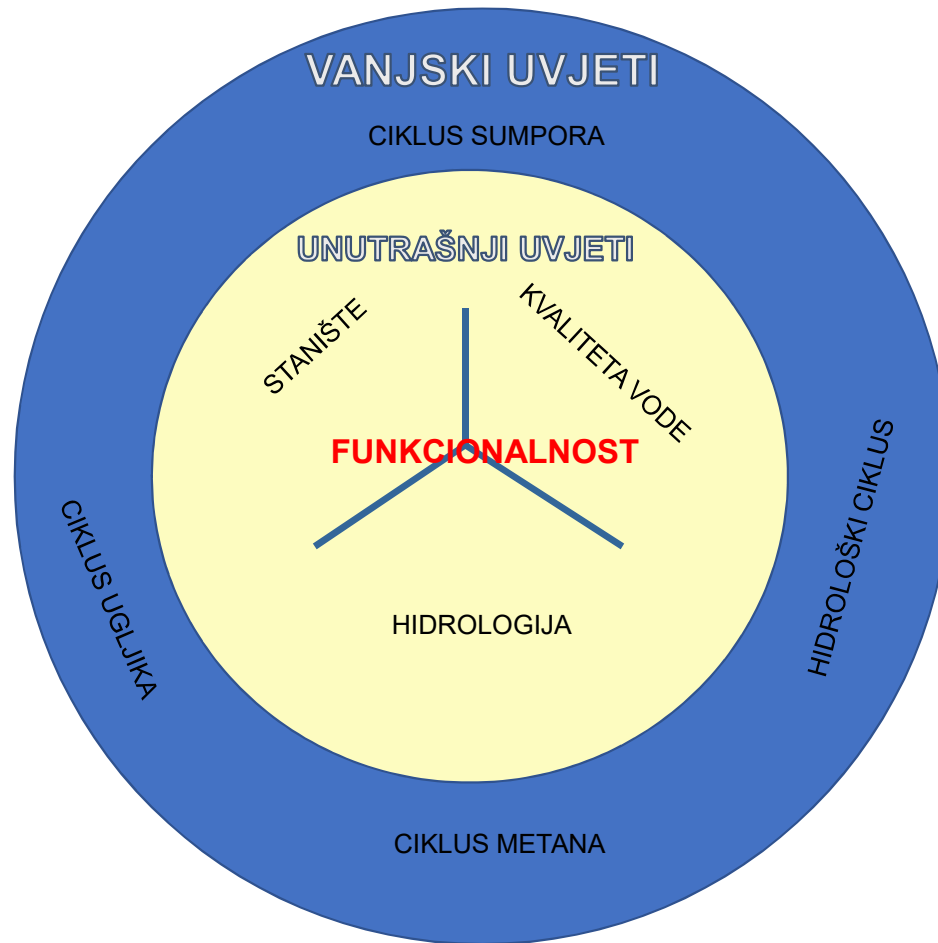 VANJSKI UVJETI
CIKLUS SUMPORA
UNUTRAŠNJI UVJETI
STANIŠTE
KVALITETA VODE
FUNKCIONALNOST
CIKLUS UGLJIKA
HIDROLOŠKI CIKLUS
HIDROLOGIJA
CIKLUS METANA